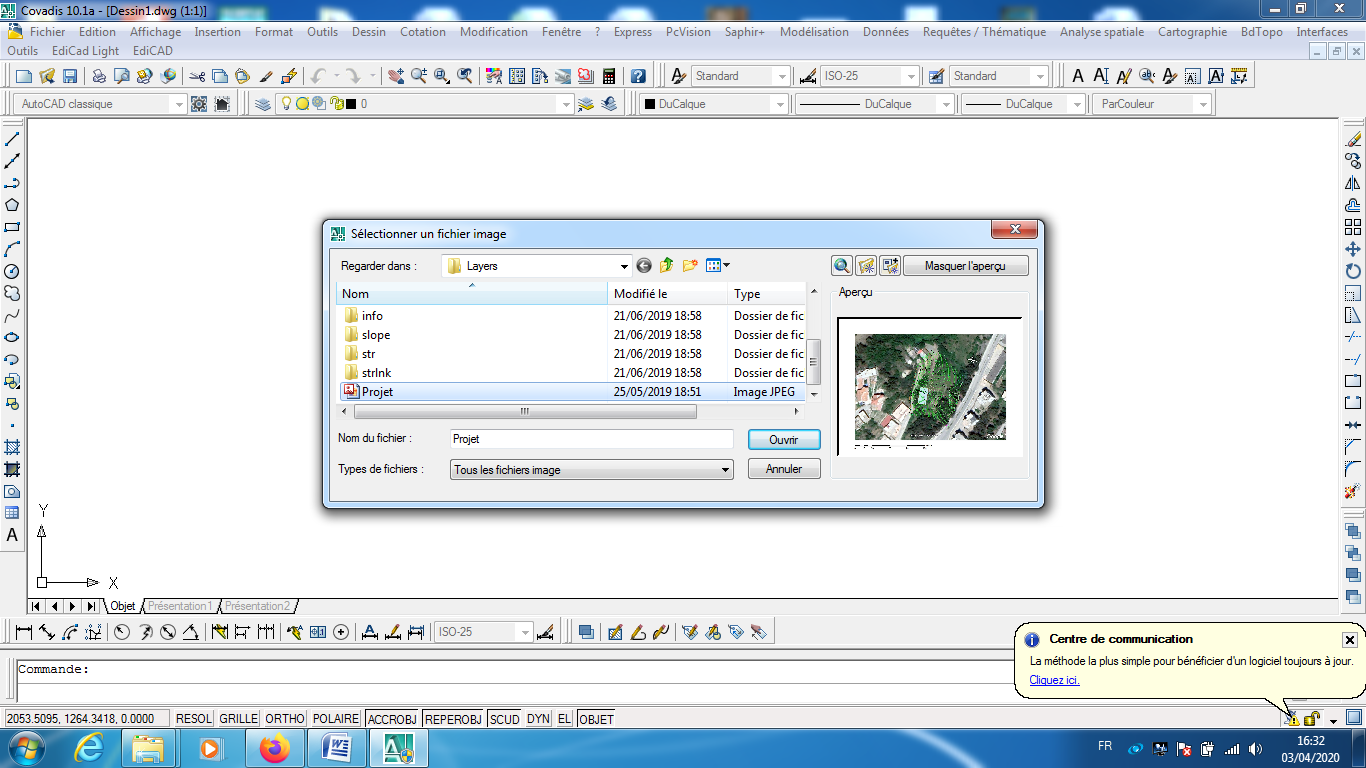 Covadis 10.1a - [Dessin1.dwg (1:1)]
Fichier Edition Affichage Insertion Format Outils Dessin Cotation Modification Fenêtre ? Express PcVision Saphir+ Modélisation Données Requêtes / Thématique Analyse spatiale Cartographie BdTopo Interfaces
Outils EdiCad Light EdiCAD
Standard ISO-25 Standard
AutoCAD classique 0 DuCalque DuCalque DuCalque ParCouleur
Sélectionner un fichier image
Regarder dans : Layers Masquer l'aperçu
Nom Modifié le Type Aperçu
info 21/06/2019 18:58 Dossier de fic
slope 21/06/2019 18:58 Dossier de fic
str 21/06/2019 18:58 Dossier de fic
strlnk 21/06/2019 18:58 Dossier de fic
Projet 25/05/2019 18:51 Image JPEG
Nom du fichier : Projet Ouvrir
Types de fichiers : Tous les fichiers image Annuler
Y
X
Objet Présentation1 Présentation2
ISO-25
Centre de communication
La méthode la plus simple pour bénéficier d'un logiciel toujours à jour.
Cliquez ici.
Commande:
2053.5095, 1264.3418, 0.0000 RESOL GRILLE ORTHO POLAIRE ACCROBJ REPEROBJ SCUD DYN EL OBJET
FR 16:32
03/04/2020